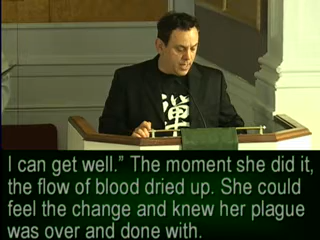 I can get well.” The moment she did it,
the flow of blood dried up. She could
feel the change and knew her plague
was over and done with.